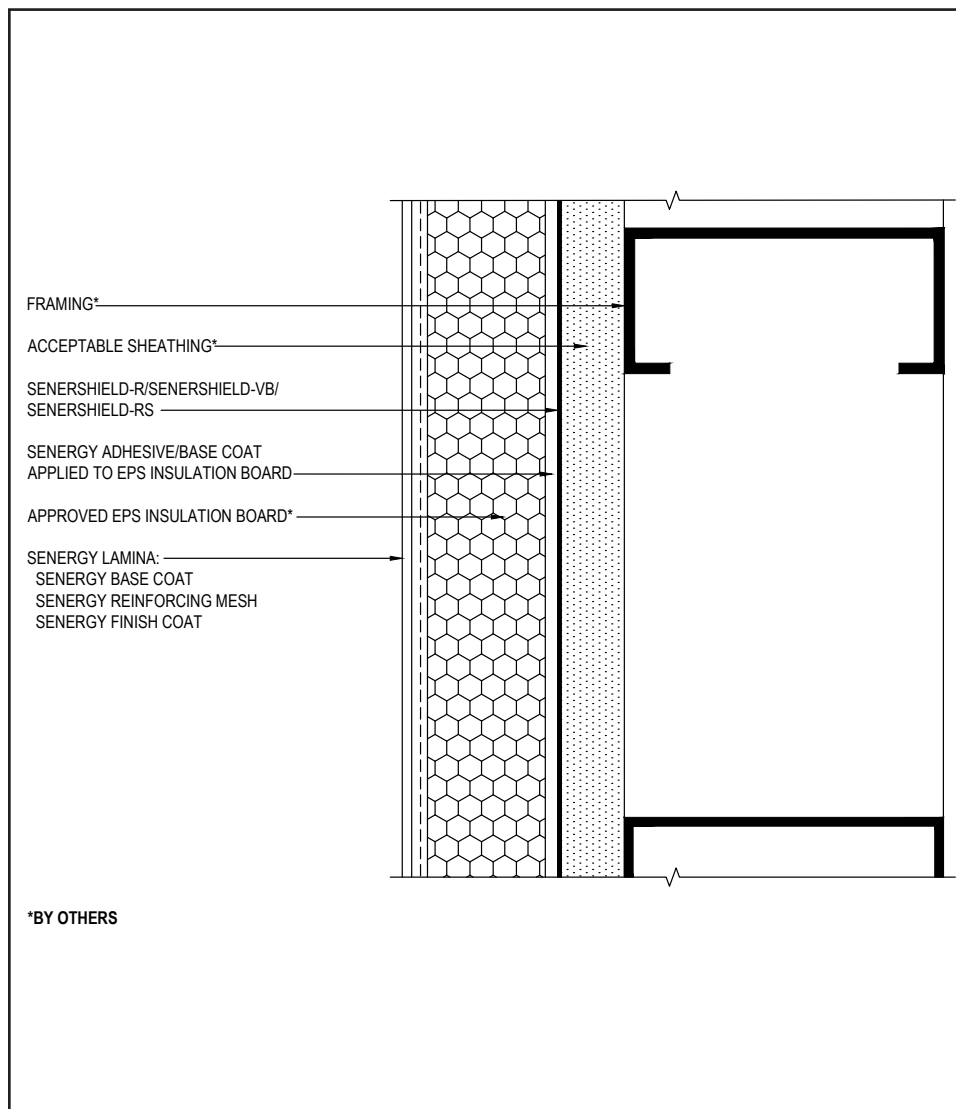 FRAMING*
ACCEPTABLE SHEATHING*
SENERSHIELD-R/SENERSHIELD-VB/
SENERSHIELD-RS
SENERGY ADHESIVE/BASE COAT
APPLIED TO EPS INSULATION BOARD
APPROVED EPS INSULATION BOARD*
SENERGY LAMINA:
SENERGY BASE COAT
SENERGY REINFORCING MESH
SENERGY FINISH COAT
*BY OTHERS